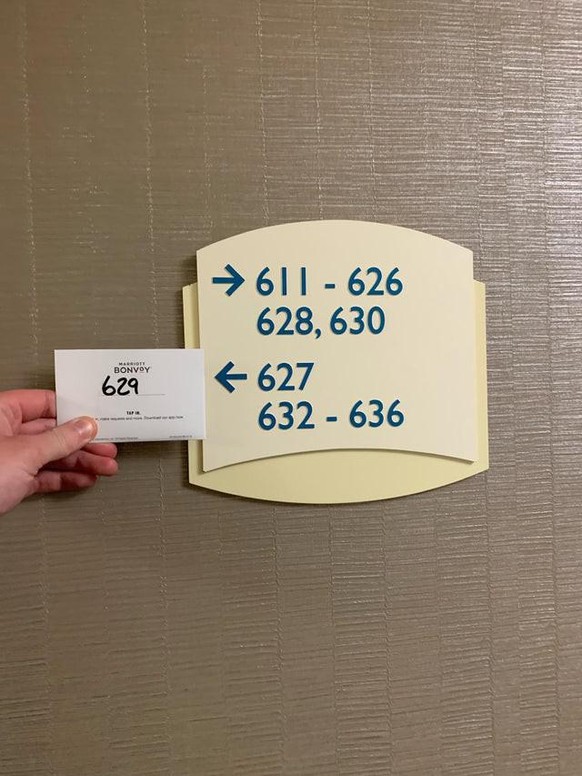 → 611 - 626
628, 630
← 627
632 - 636
MARRIOTT
BONVOY
629
TAP IN.